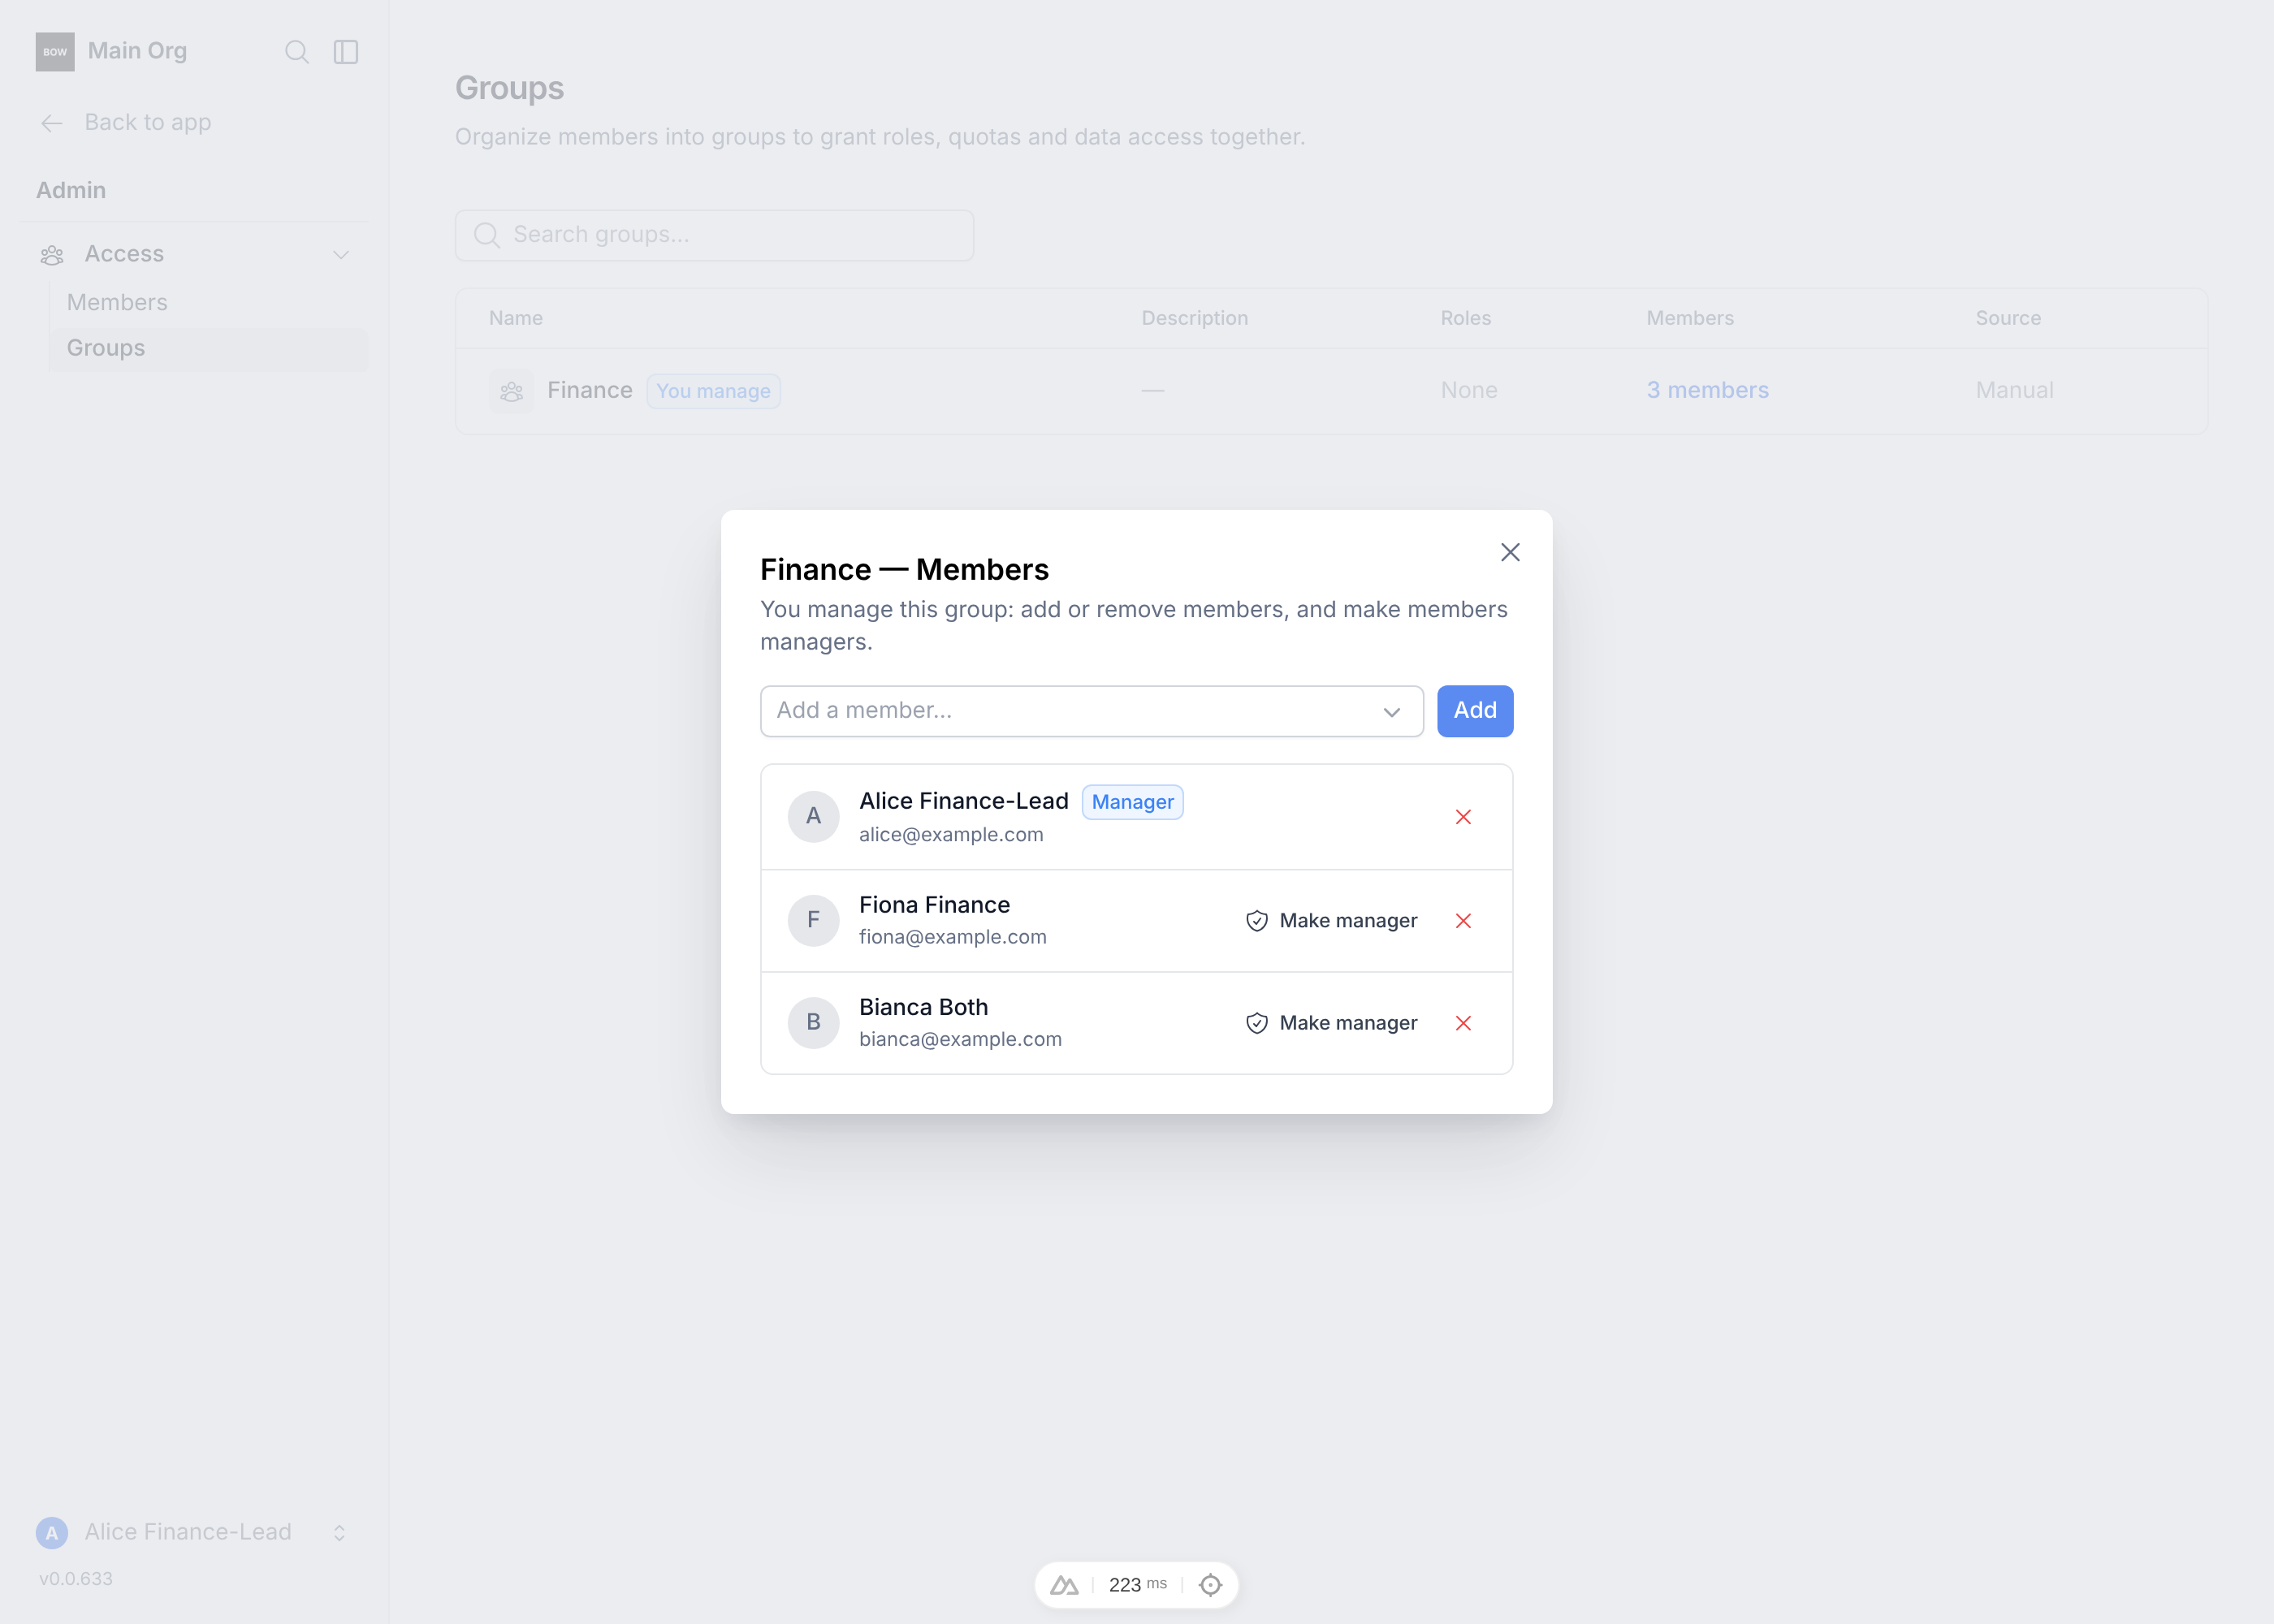 BOW Main Org
Back to app
Admin
Access
Members
Groups
Groups
Organize members into groups to grant roles, quotas and data access together.
Search groups...
Name Description Roles Members Source
Finance You manage — None 3 members Manual
Finance — Members
You manage this group: add or remove members, and make members
managers.
Add a member... Add
A Alice Finance-Lead Manager
alice@example.com
F Fiona Finance Make manager
fiona@example.com
B Bianca Both Make manager
bianca@example.com
A Alice Finance-Lead
v0.0.633
223 ms